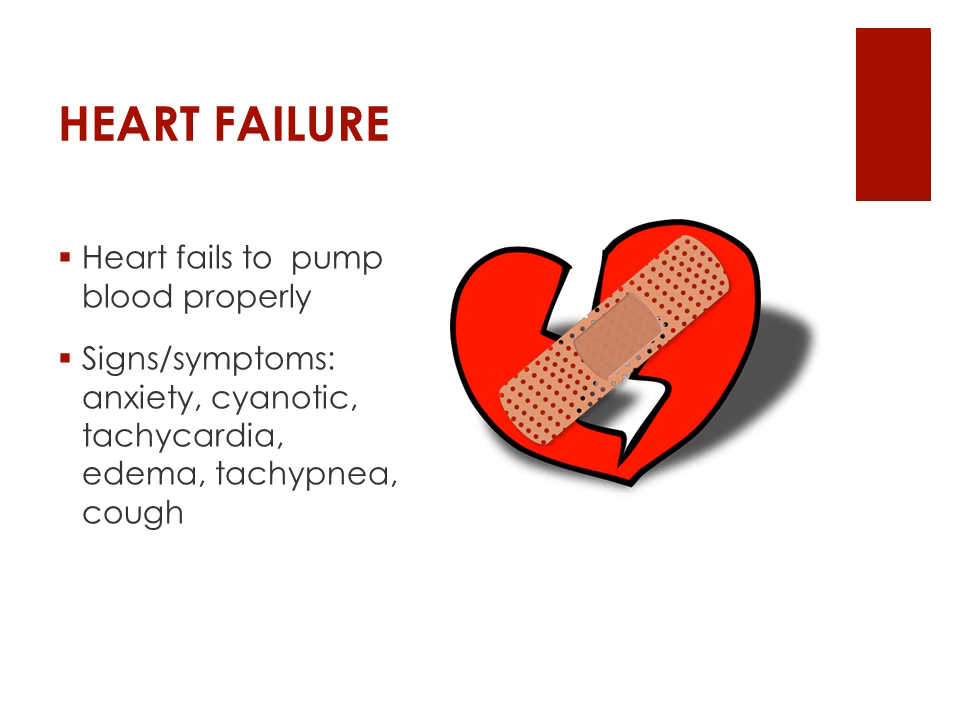 HEART FAILURE
▪ Heart fails to  pump
blood properly
▪ Signs/symptoms:
anxiety, cyanotic,
tachycardia,
edema, tachypnea,
cough